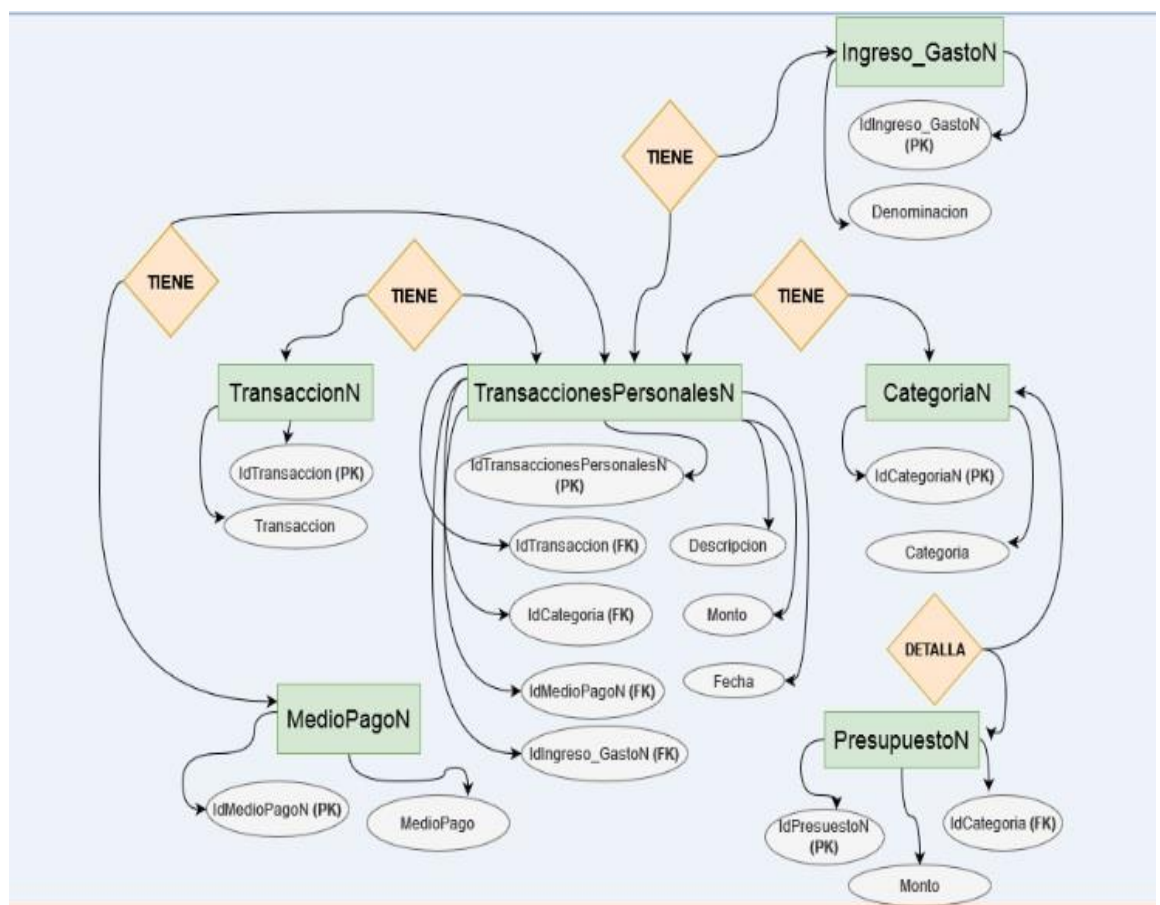 Ingreso_GastoN
IdIngreso_GastoN
(PK)
Denominacion
TIENE
TIENE
TIENE
TIENE
TransaccionN
IdTransaccion (PK)
Transaccion
TransaccionesPersonalesN
IdTransaccionesPersonalesN
(PK)
IdTransaccion (FK)
Descripcion
IdCategoria (FK)
Monto
IdMedioPagoN (FK)
Fecha
IdIngreso_GastoN (FK)
CategoriaN
IdCategoriaN (PK)
Categoria
DETALLA
MedioPagoN
IdMedioPagoN (PK)
MedioPago
PresupuestoN
IdPresuestoN
(PK)
IdCategoria (FK)
Monto